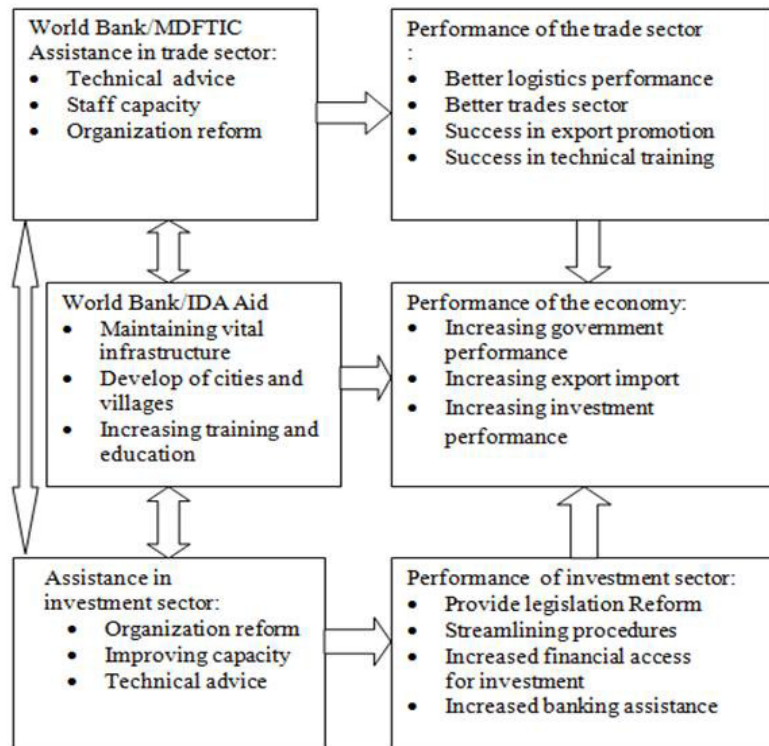 World Bank/MDFTIC
Assistance in trade sector:
• Technical advice
• Staff capacity
• Organization reform
Performance of the trade sector
:
• Better logistics performance
• Better trades sector
• Success in export promotion
• Success in technical training
World Bank/IDA Aid
• Maintaining vital
infrastructure
• Develop of cities and
villages
• Increasing training and
education
Performance of the economy:
• Increasing government
performance
• Increasing export import
• Increasing investment
performance
Assistance in
investment sector:
• Organization reform
• Improving capacity
• Technical advice
Performance of investment sector:
• Provide legislation Reform
• Streamlining procedures
• Increased financial access
for investment
• Increased banking assistance